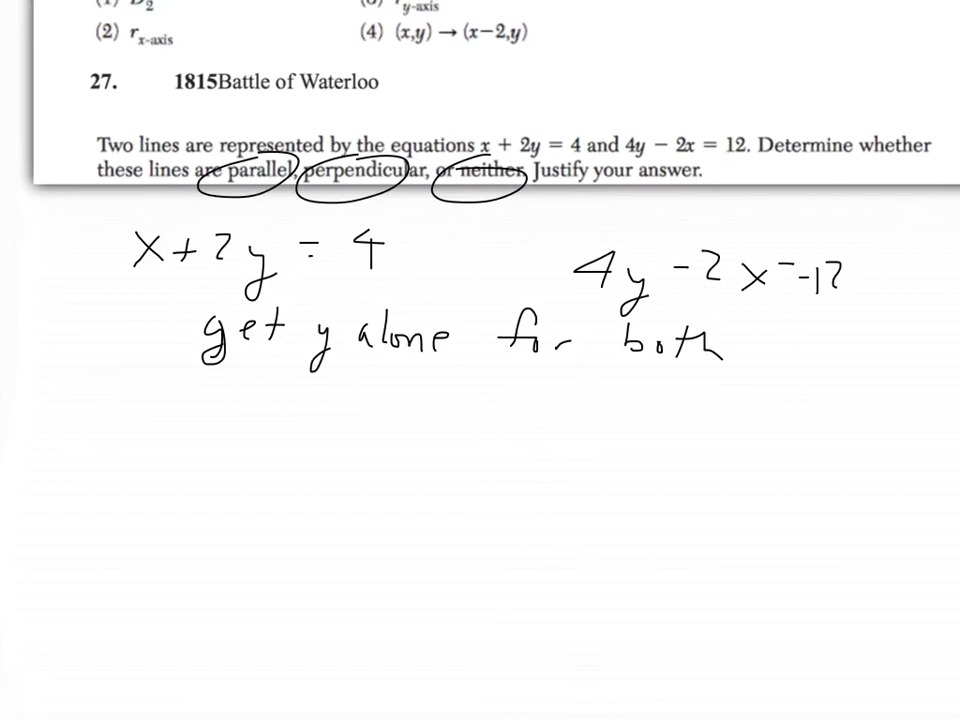 (2) r x-axis
y-axis
(4) (x,y) → (x−2,y)
27. 1815Battle of Waterloo
Two lines are represented by the equations x + 2y = 4 and 4y − 2x = 12. Determine whether
these lines are parallel, perpendicular, or neither. Justify your answer.
x + 2y = 4
4y - 2x = -12
get y alone for both